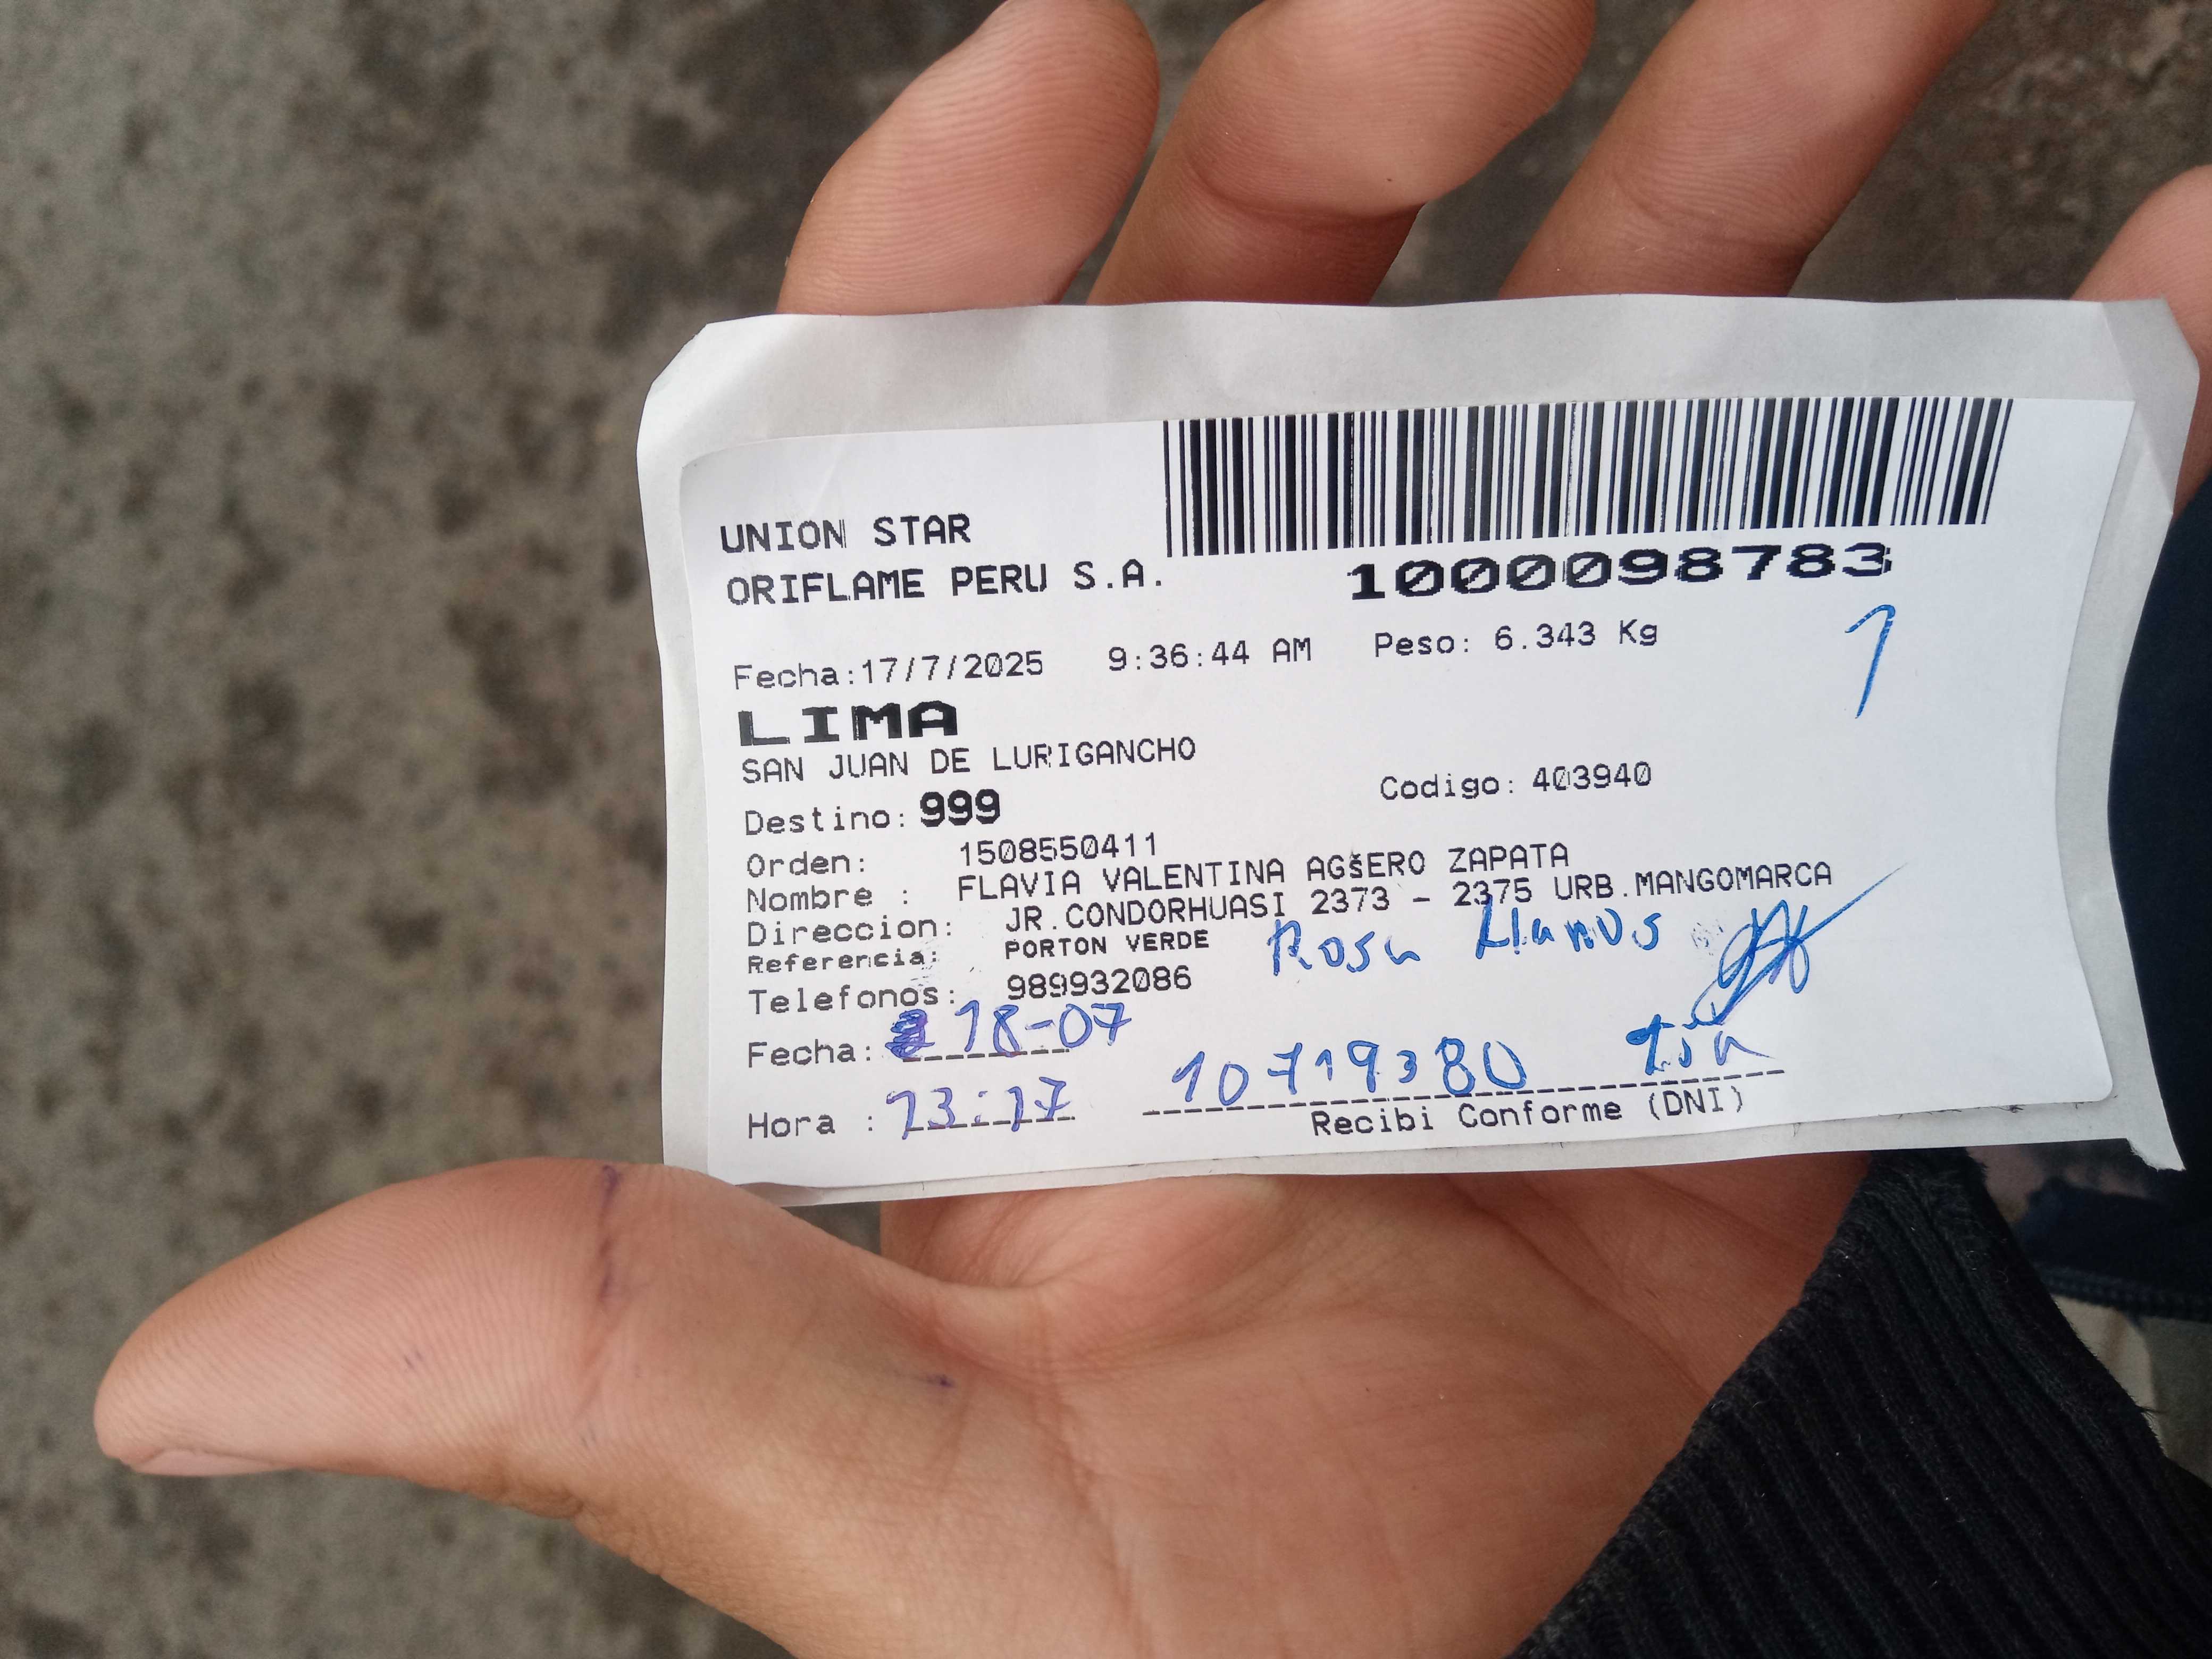 UNION STAR
ORIFLAME PERU S.A.
1000098783
1
Fecha:17/7/2025 9:36:44 AM Peso: 6.343 Kg
LIMA
SAN JUAN DE LURIGANCHO
Destino: 999 Codigo: 403940
Orden: 1508550411
Nombre : FLAVIA VALENTINA AGšERO ZAPATA
Direccion: JR.CONDORHUASI 2373 - 2375 URB.MANGOMARCA
Referencia: PORTON VERDE
Rosa Llanos
Telefonos: 989932086
Fecha: 18-07
Hora : 13:17
10719380 tia
Recibi Conforme (DNI)